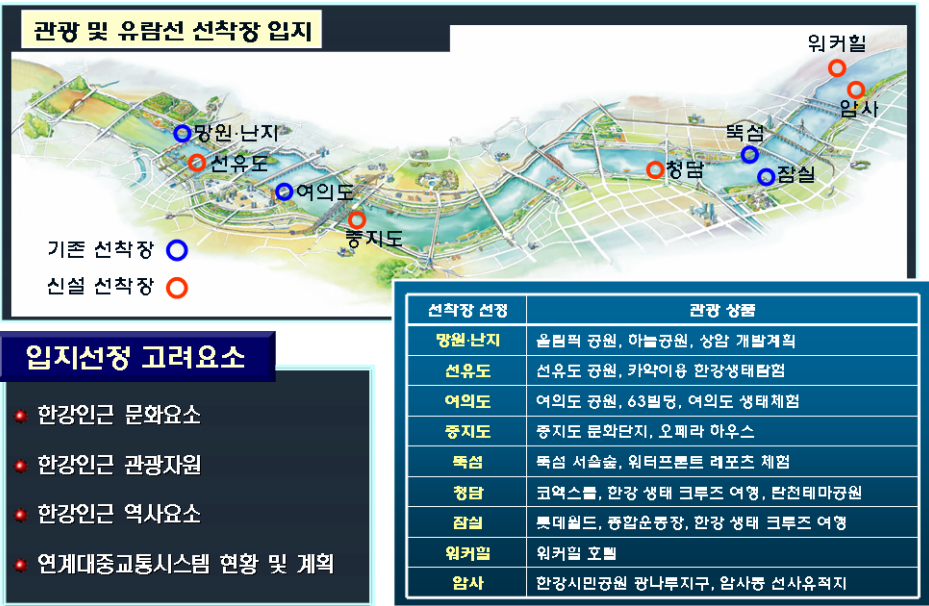 관광 및 유람선 선착장 입지
워커힐
암사
뚝섬
망원·난지
선유도
청담
잠실
여의도
중지도
기존 선착장
신설 선착장
선착장 선정 관광 상품
망원·난지 올림픽 공원, 하늘공원, 상암 개발계획
선유도 선유도 공원, 카약이용 한강생태탐험
여의도 여의도 공원, 63빌딩, 여의도 생태체험
중지도 중지도 문화단지, 오페라 하우스
뚝섬 뚝섬 서울숲, 워터프론트 레포츠 체험
청담 코엑스몰, 한강 생태 크루즈 여행, 탄천테마공원
잠실 롯데월드, 종합운동장, 한강 생태 크루즈 여행
워커힐 워커힐 호텔
암사 한강시민공원 광나루지구, 암사동 선사유적지
입지선정 고려요소
한강인근 문화요소
한강인근 관광자원
한강인근 역사요소
연계대중교통시스템 현황 및 계획